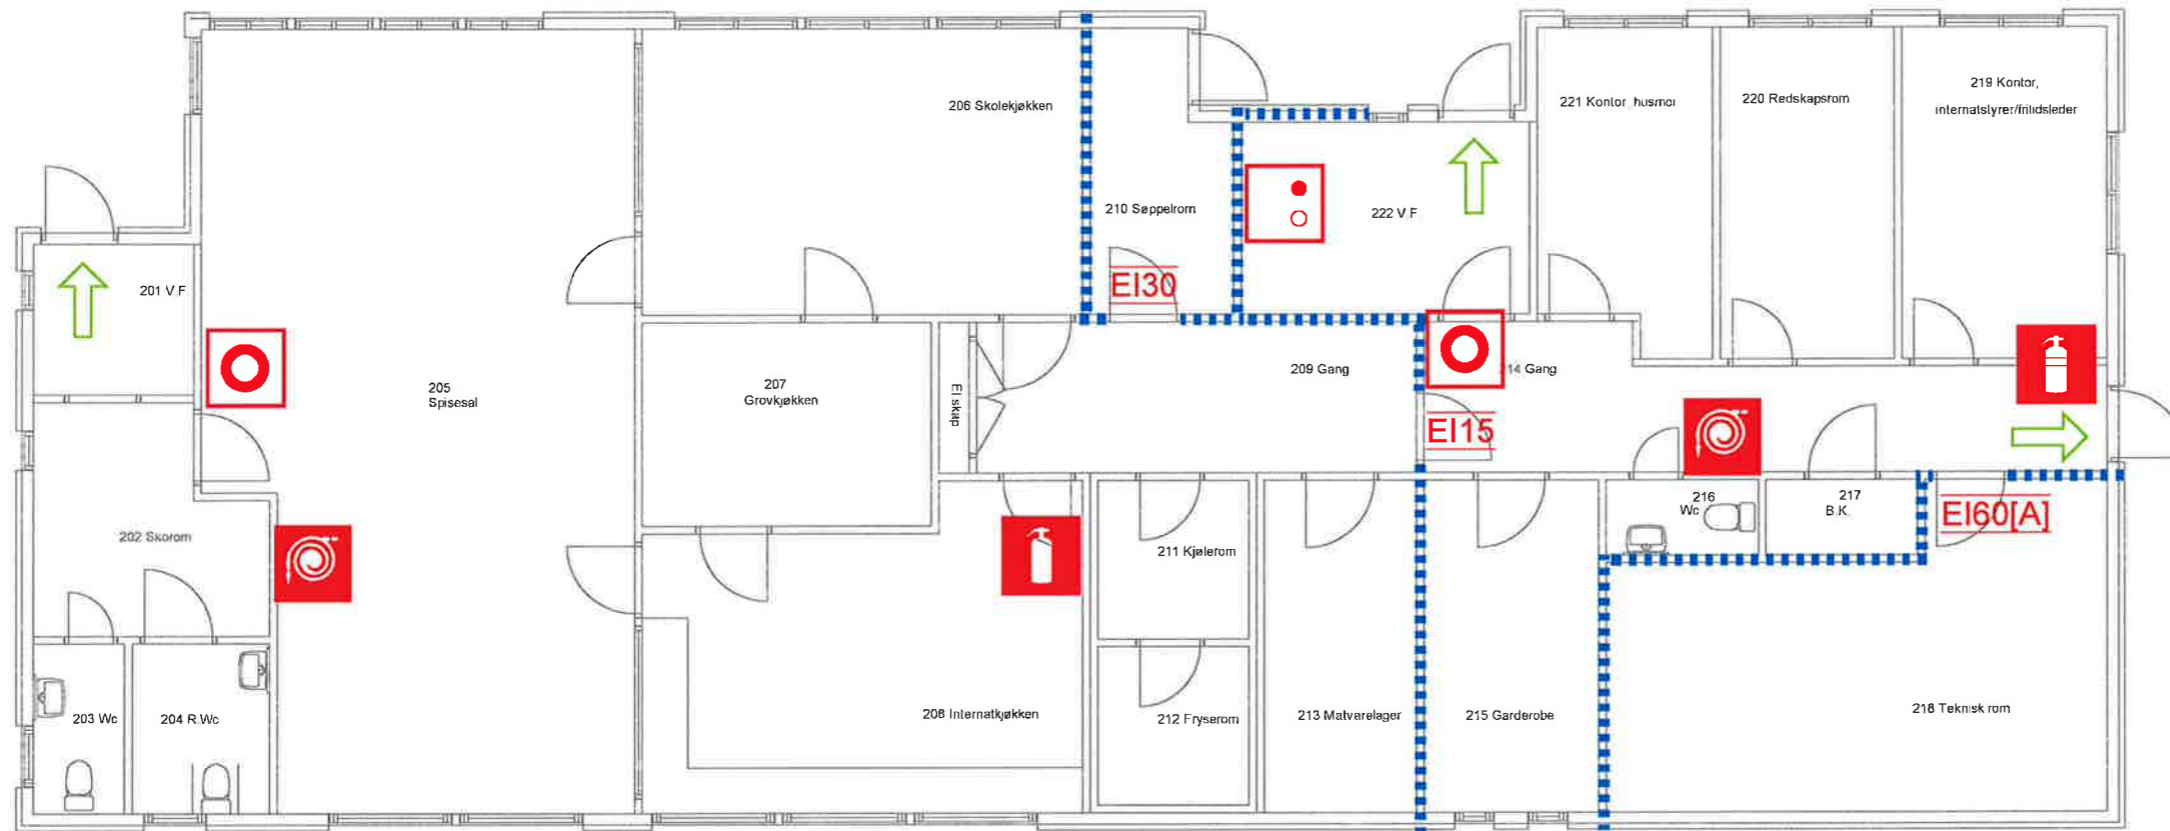 206 Skolekjøkken
221 Kontor husmor
220 Redskapsrom
219 Kontor,
internatstyrer/fritidsleder
210 Søppelrom
222 V F
EI30
201 V.F
205
Spisesal
207
Grovkjøkken
El skap
209 Gang
14 Gang
EI15
202 Skorom
211 Kjølerom
216
Wc
217
B.K.
EI60[A]
203 Wc
204 R.Wc
208 Internatkjøkken
212 Fryserom
213 Matvarelager
215 Garderobe
218 Teknisk rom